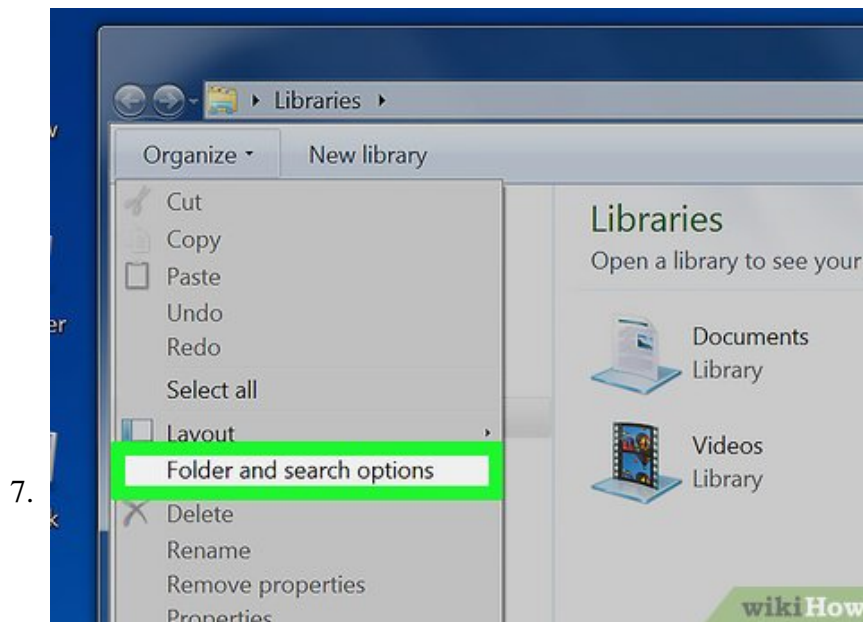 Libraries
Organize
New library
Cut
Copy
Paste
Undo
Redo
Select all
Layout
Folder and search options
Delete
Rename
Remove properties
Properties
Libraries
Open a library to see your
Documents
Library
Videos
Library
7.
wikiHow